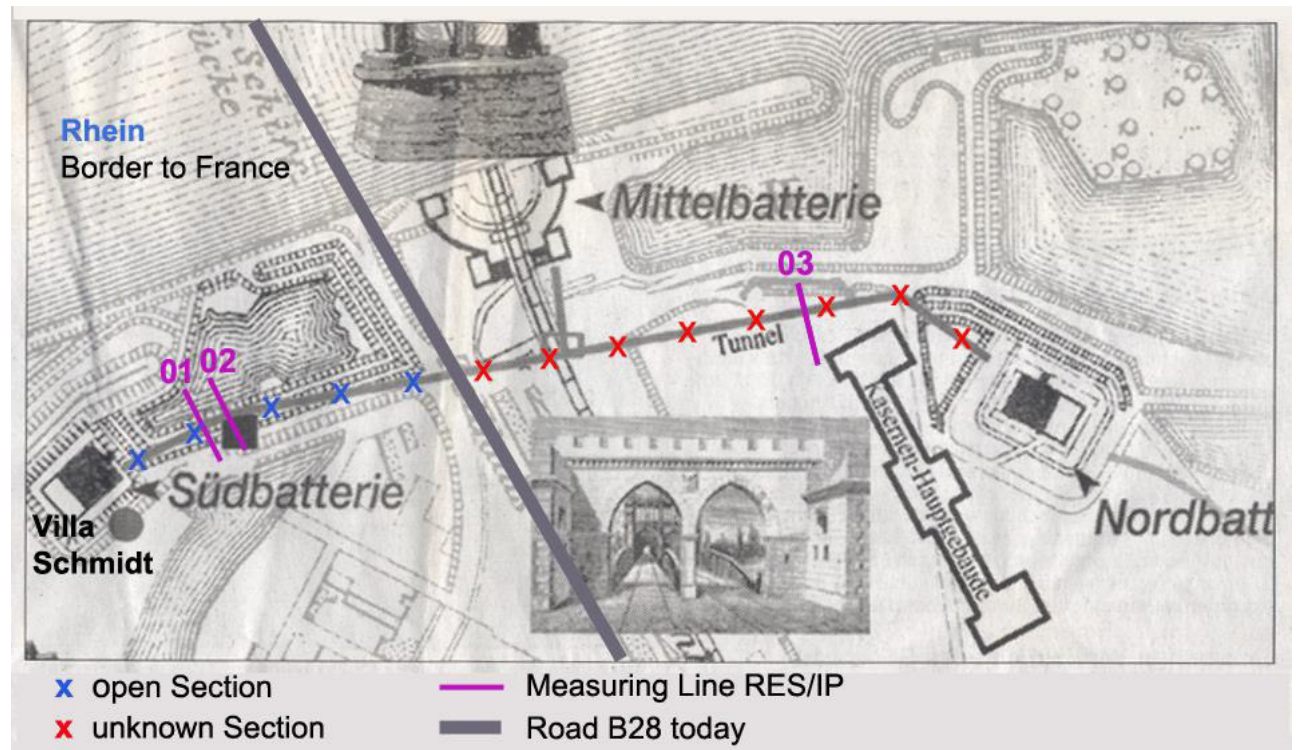 Rhein
Border to France
Mittelbatterie
03
01 02
Tunnel
Südbatterie
Kasernen-Hauptgebäude
Villa
Schmidt
Nordbatt
open Section
Measuring Line RES/IP
unknown Section
Road B28 today